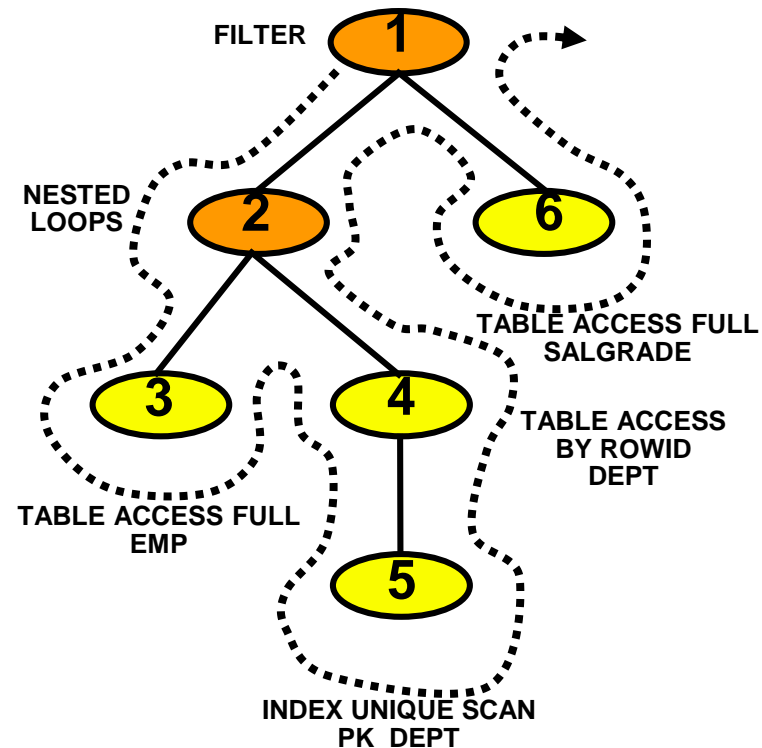 FILTER
1
NESTED
LOOPS
2
6
TABLE ACCESS FULL
SALGRADE
3
4
TABLE ACCESS
BY ROWID
DEPT
TABLE ACCESS FULL
EMP
5
INDEX UNIQUE SCAN
PK_DEPT